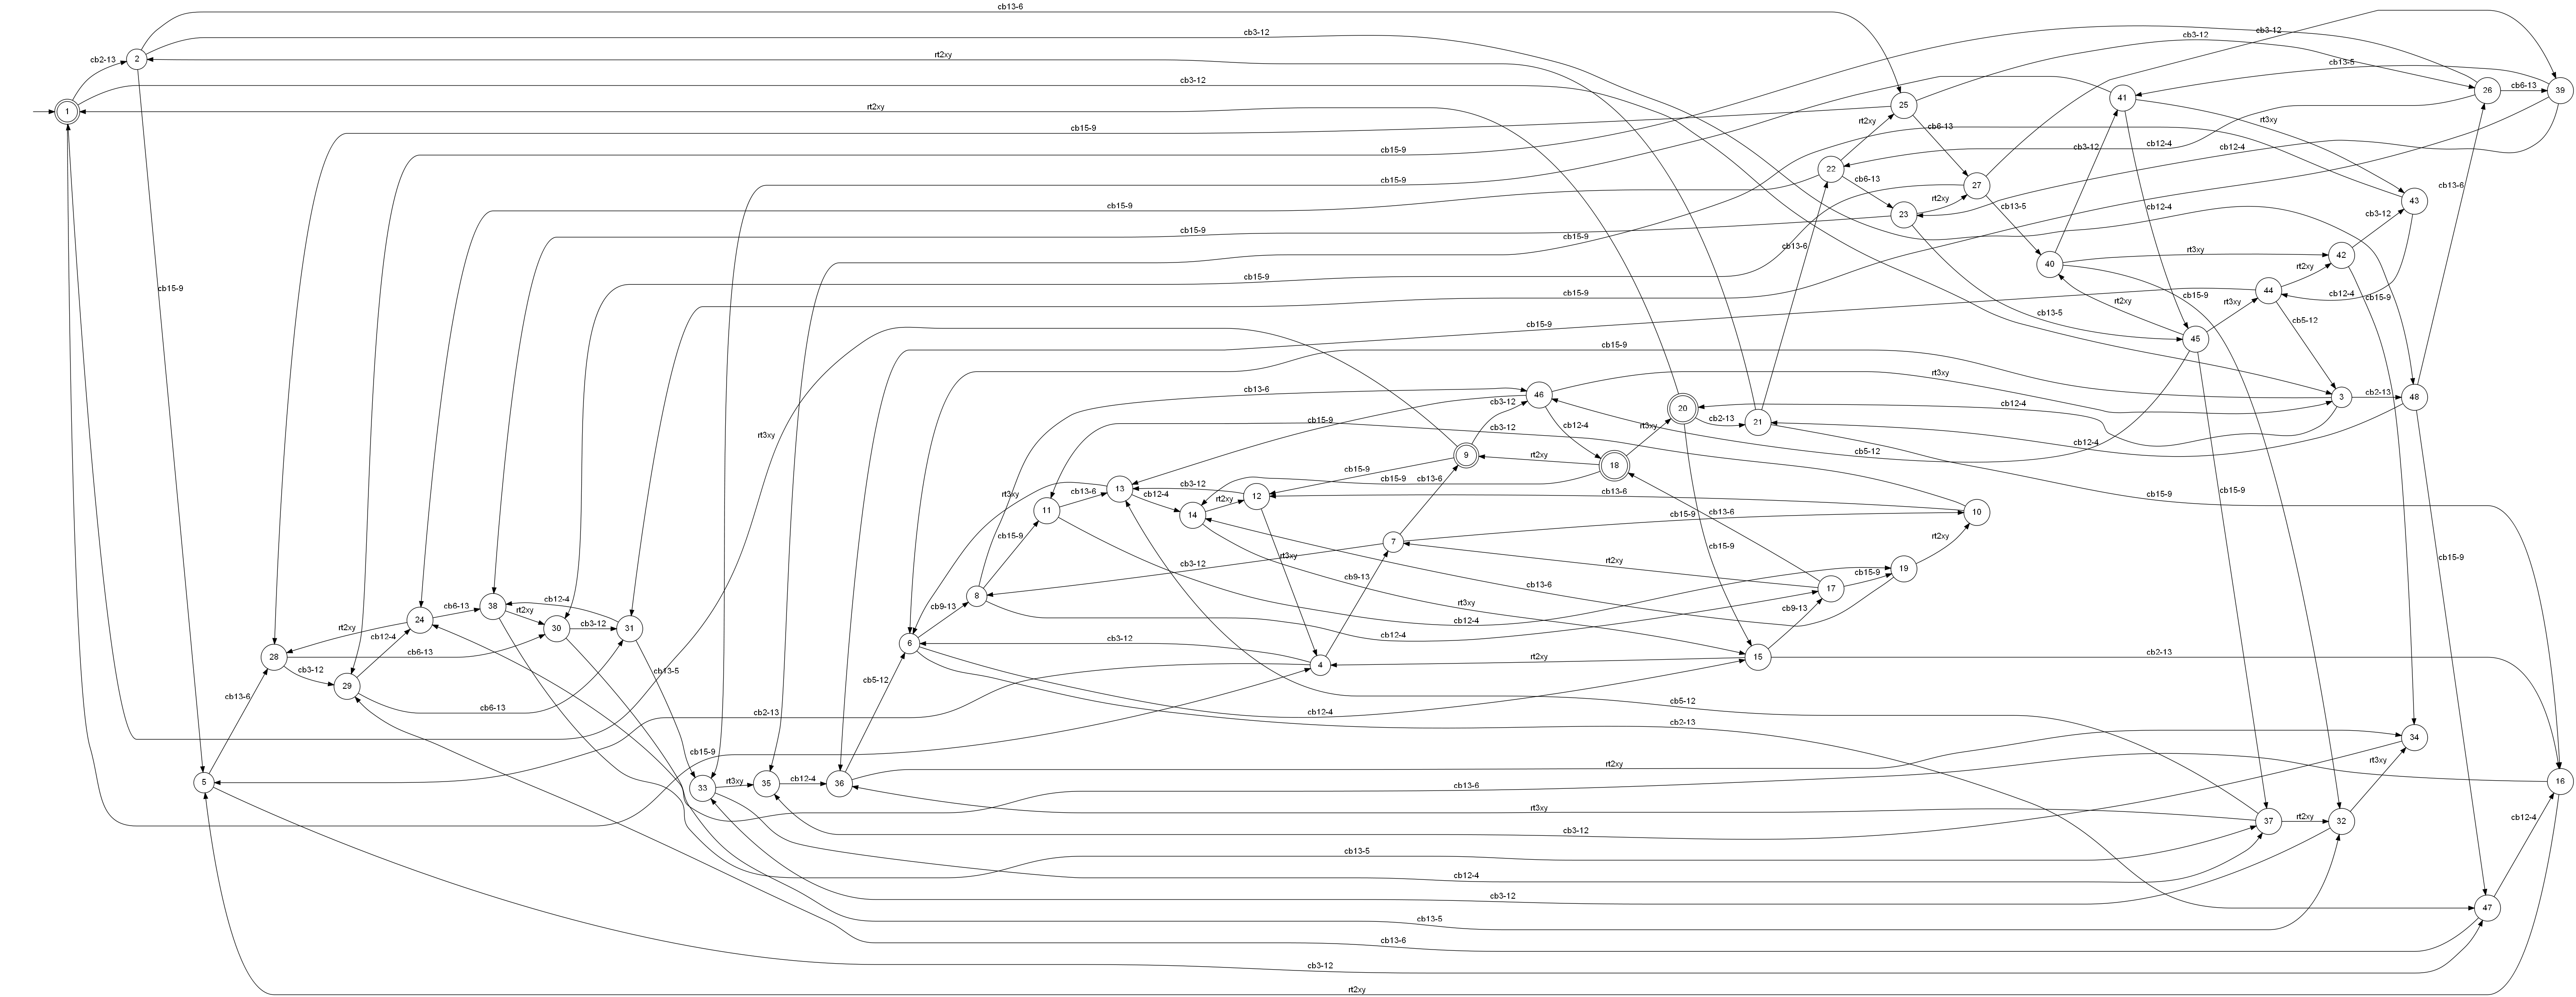 cb13-6
cb3-12
cb3-12
cb3-12
cb2-13
2
rt2xy
cb13-5
cb3-12
cb6-13
26
39
1
rt2xy
25
41
rt2xy
rt3xy
cb15-9
cb6-13
cb15-9
cb3-12
cb12-4
cb12-4
22
cb15-9
cb6-13
27
cb13-6
cb15-9
rt2xy
cb13-5
cb12-4
43
23
cb3-12
cb15-9
cb15-9
cb13-6
rt3xy
42
40
cb15-9
rt2xy
cb15-9
44
cb15-9
cb15-9
cb15-9
rt2xy
rt3xy
cb12-4
cb13-5
cb5-12
cb15-9
45
cb15-9
rt3xy
cb13-6
46
cb3-12
cb2-13
3
48
cb12-4
20
cb2-13
21
cb15-9
cb12-4
rt3xy
cb3-12
rt3xy
cb12-4
cb5-12
9
rt2xy
18
cb15-9
cb15-9
cb13-6
13
cb13-6
cb12-4
rt2xy
cb3-12
12
cb13-6
cb15-9
cb15-9
rt3xy
11
14
cb15-9
cb13-6
10
cb15-9
7
cb15-9
rt2xy
rt3xy
cb3-12
rt2xy
cb15-9
19
cb15-9
cb9-13
cb13-6
17
8
cb9-13
rt3xy
cb9-13
cb12-4
38
cb12-4
cb6-13
rt2xy
24
cb12-4
rt2xy
30
cb3-12
31
cb12-4
6
cb3-12
28
cb6-13
4
rt2xy
15
cb2-13
cb3-12
29
cb13-5
cb5-12
cb13-6
cb6-13
cb2-13
cb12-4
cb5-12
cb2-13
34
cb15-9
rt2xy
rt3xy
5
33
rt3xy
35
cb12-4
36
cb13-6
16
rt3xy
cb3-12
37
rt2xy
32
cb12-4
cb13-5
cb12-4
cb3-12
47
cb13-5
cb13-6
cb3-12
rt2xy